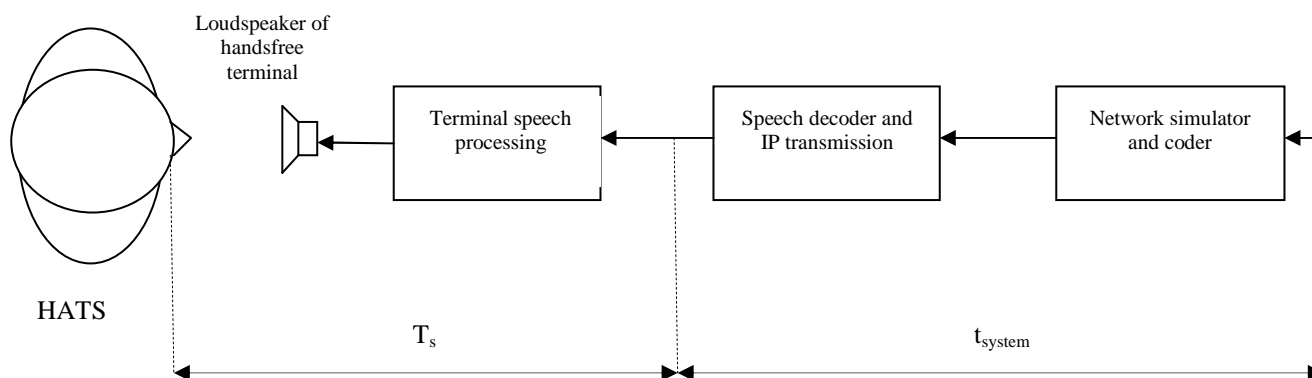 Loudspeaker of
handsfree
terminal
Terminal speech
processing
Speech decoder and
IP transmission
Network simulator
and coder
HATS
Ts
tsystem